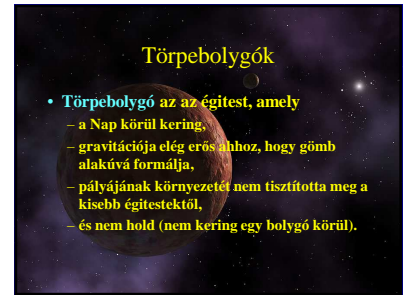 Törpebolygók
• Törpebolygó az az égitest, amely
– a Nap körül kering,
– gravitációja elég erős ahhoz, hogy gömb
alakúvá formálja,
– pályájának környezetét nem tisztította meg a
kisebb égitestektől,
– és nem hold (nem kering egy bolygó körül).